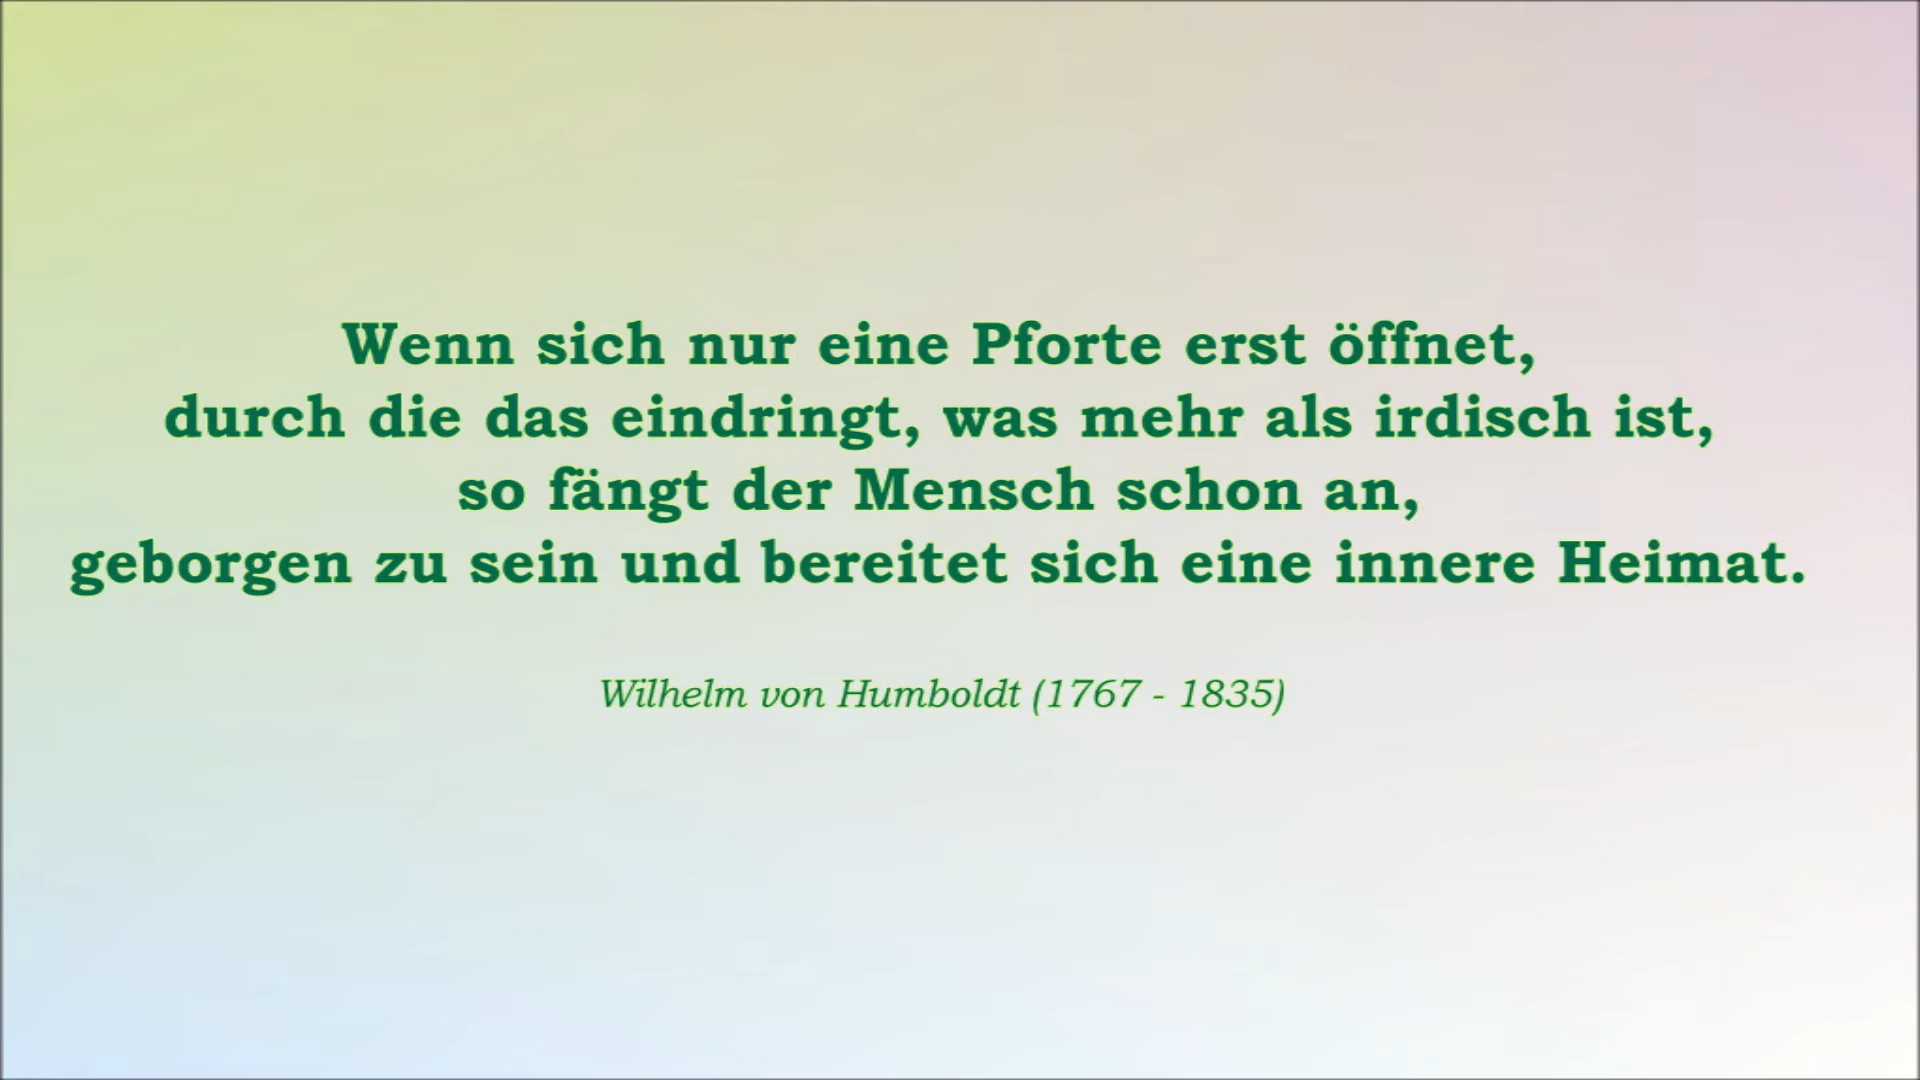 Wenn sich nur eine Pforte erst öffnet,
durch die das eindringt, was mehr als irdisch ist,
so fängt der Mensch schon an,
geborgen zu sein und bereitet sich eine innere Heimat.
Wilhelm von Humboldt (1767 - 1835)